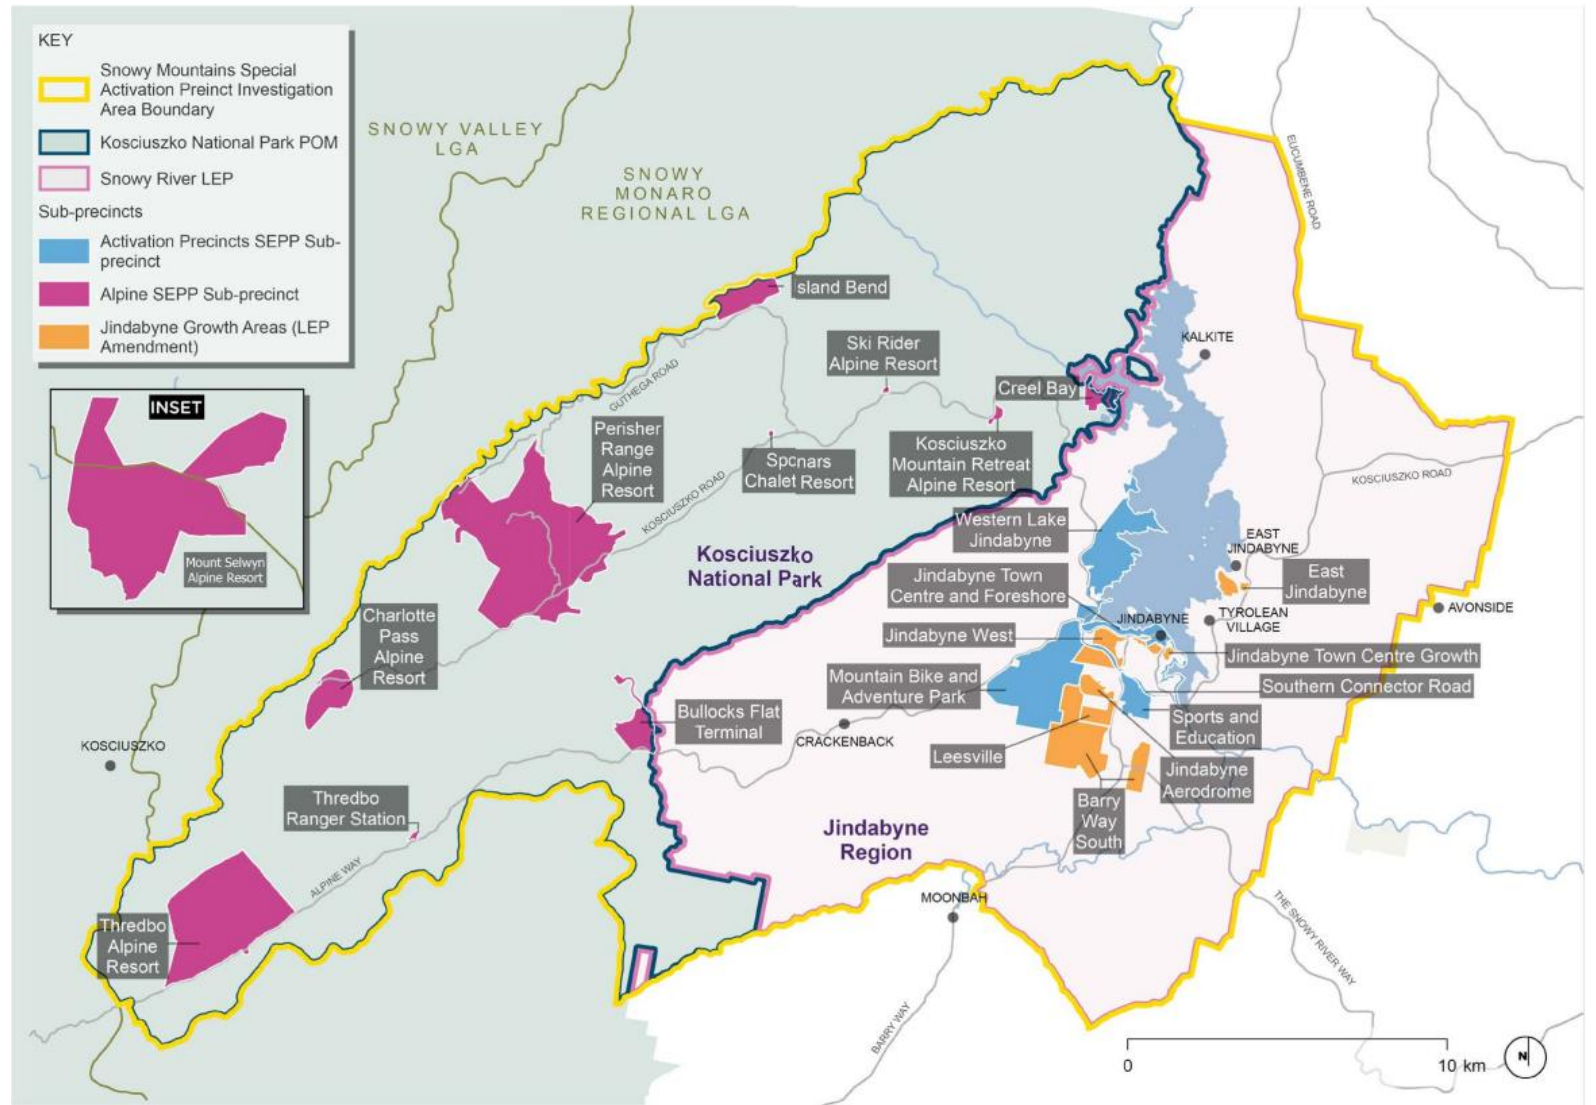 KEY
Snowy Mountains Special
Activation Preinct Investigation
Area Boundary
Kosciuszko National Park POM
Snowy River LEP
Sub-precincts
Activation Precincts SEPP Sub-
precinct
Alpine SEPP Sub-precinct
Jindabyne Growth Areas (LEP
Amendment)
INSET
Mount Selwyn
Alpine Resort
SNOWY VALLEY
LGA
SNOWY
MONARO
REGIONAL LGA
EUCUMBENE ROAD
Island Bend
GUTHEGA ROAD
Ski Rider
Alpine Resort
KALKITE
Creel Bay
Perisher
Range
Alpine
Resort
Sponars
Chalet Resort
Kosciuszko
Mountain Retreat
Alpine Resort
KOSCIUSZKO ROAD
KOSCIUSZKO ROAD
Western Lake
Jindabyne
Kosciuszko
National Park
EAST
JINDABYNE
East
Jindabyne
Jindabyne Town
Centre and Foreshore
AVONSIDE
TYROLEAN
VILLAGE
JINDABYNE
Jindabyne West
Jindabyne Town Centre Growth
Charlotte
Pass
Alpine
Resort
Mountain Bike and
Adventure Park
Southern Connector Road
Bullocks Flat
Terminal
Sports and
Education
CRACKENBACK
KOSCIUSZKO
Leesville
Jindabyne
Aerodrome
Thredbo
Ranger Station
Barry
Way
South
Jindabyne
Region
ALPINE WAY
MOONBAH
Thredbo
Alpine
Resort
THE SNOWY RIVER WAY
BARRY WAY
0
10 km
N